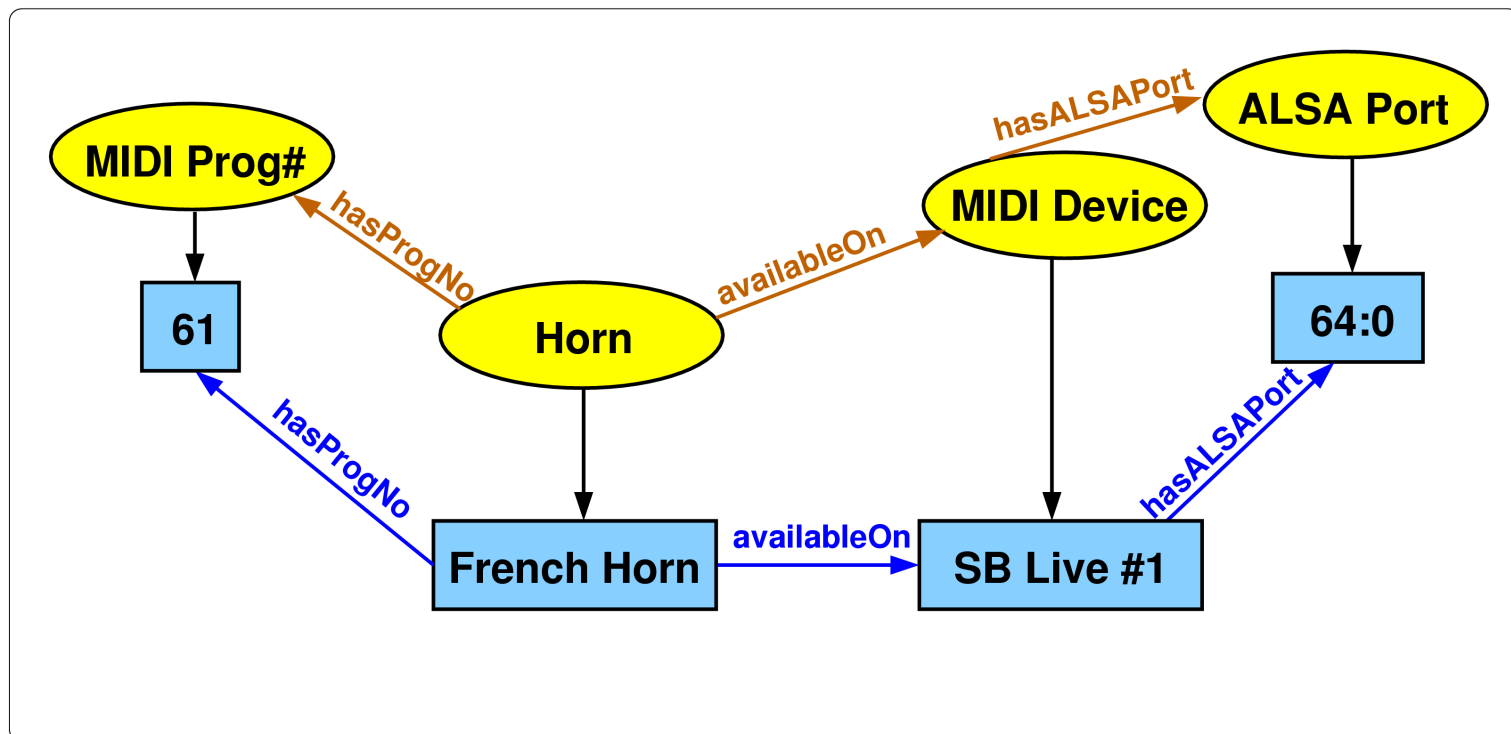 hasALSAPort
ALSA Port
MIDI Prog#
MIDI Device
hasProgNo
availableOn
61
Horn
64:0
hasProgNo
hasALSAPort
availableOn
French Horn
SB Live #1